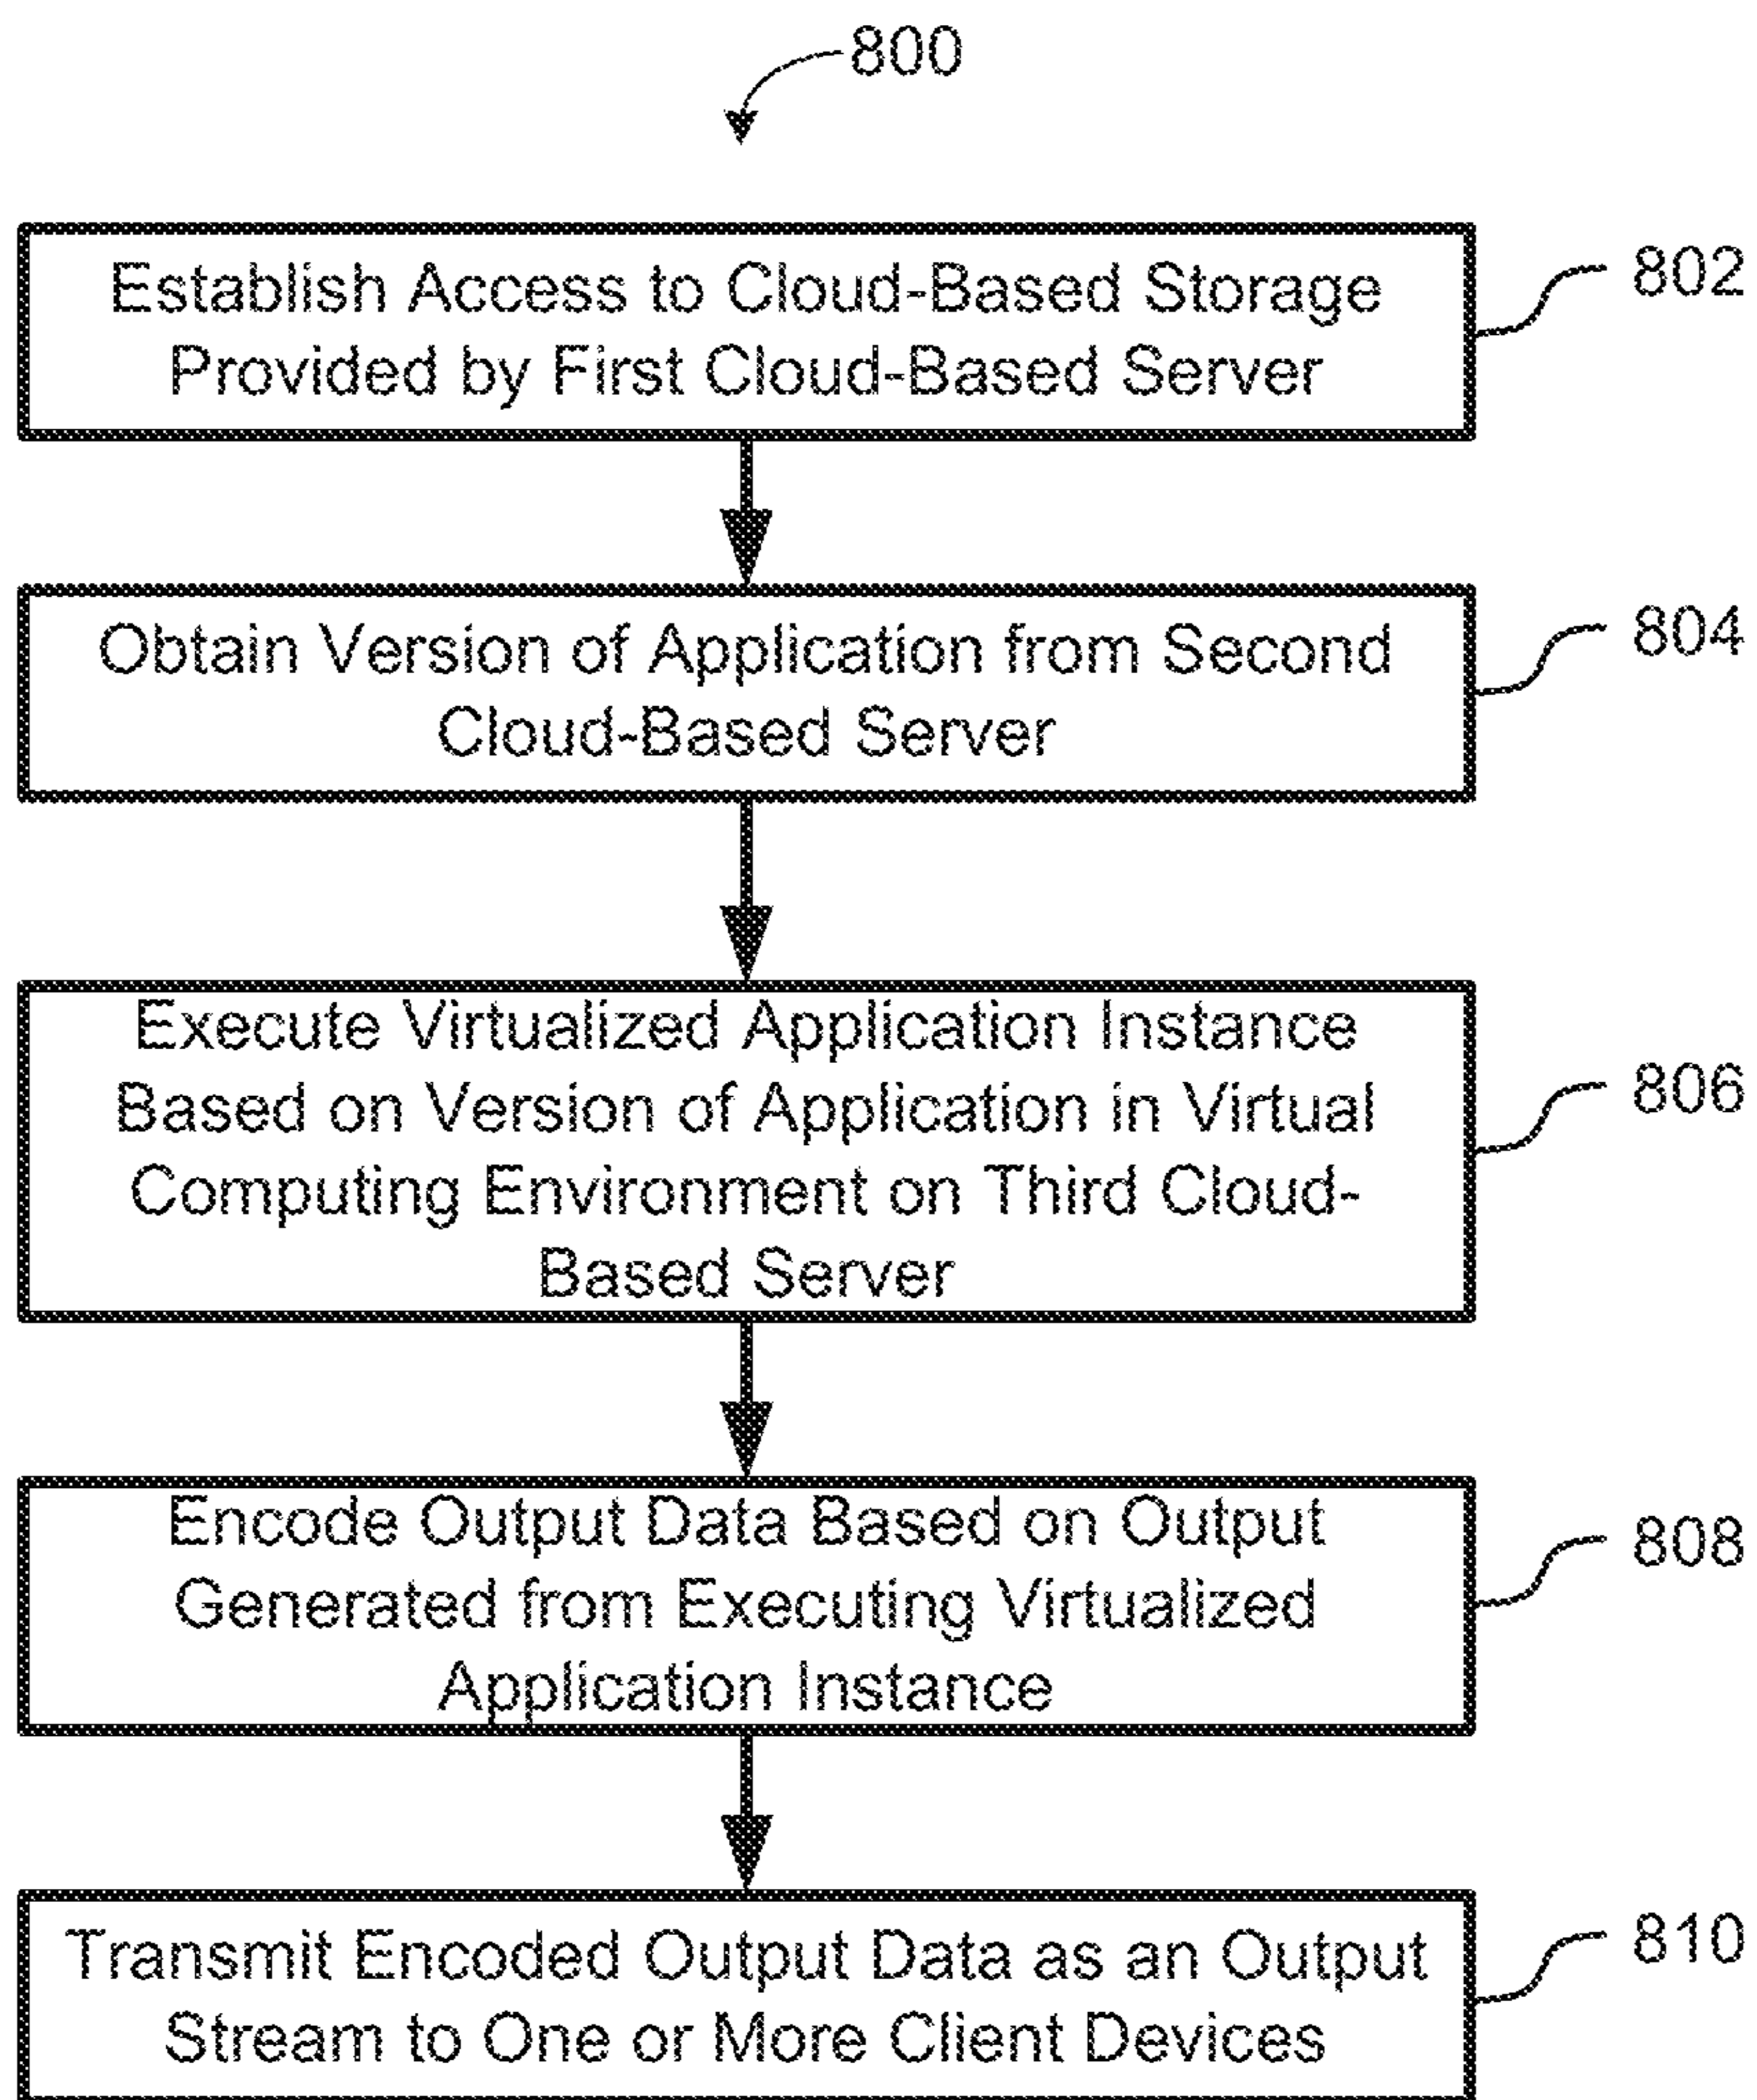 800
Establish Access to Cloud-Based Storage
Provided by First Cloud-Based Server
802
Obtain Version of Application from Second
Cloud-Based Server
804
Execute Virtualized Application Instance
Based on Version of Application in Virtual
Computing Environment on Third Cloud-
Based Server
806
Encode Output Data Based on Output
Generated from Executing Virtualized
Application Instance
808
Transmit Encoded Output Data as an Output
Stream to One or More Client Devices
810